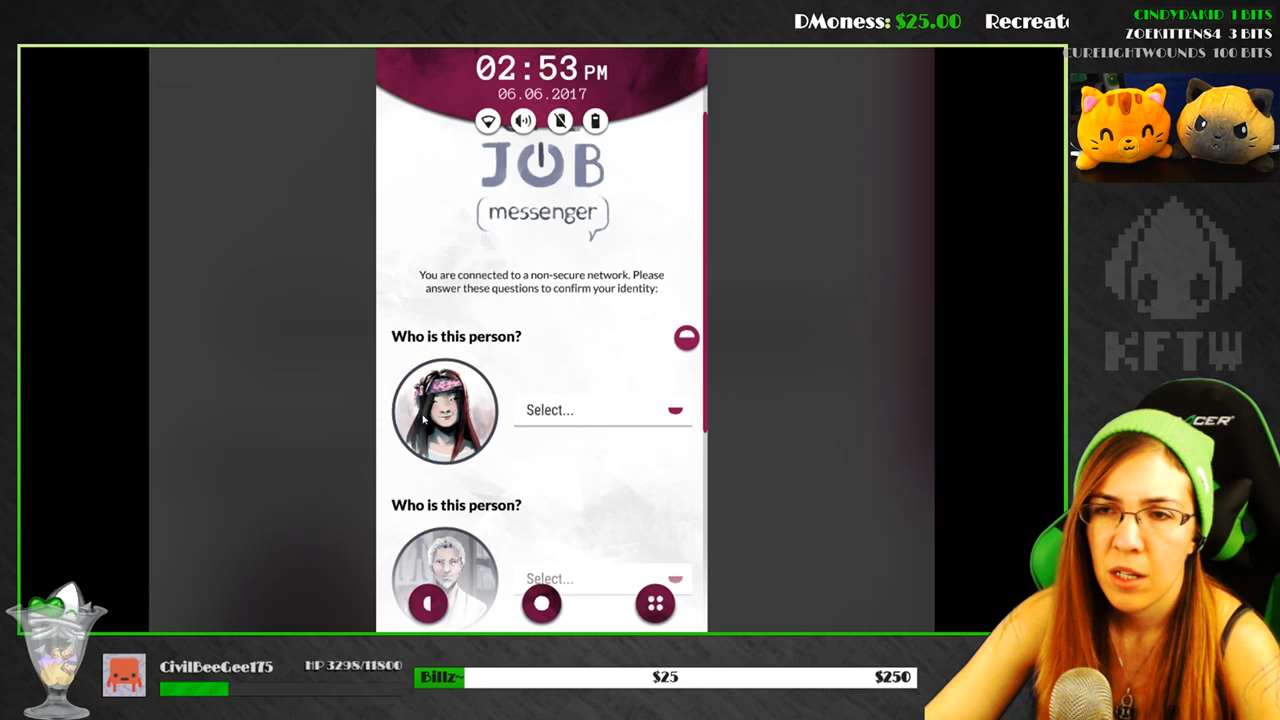 DMoness: $25.00 Recreat
CINDYDAKID 1 BITS
ZOEKITTENS4 3 BITS
CURELIGHTWOUNDS 100 BITS
02:53 PM
06.06.2017
JOB
messenger
You are connected to a non-secure network. Please
answer these questions to confirm your identity:
Who is this person?
Select...
Who is this person?
Select...
KFTW
ACER
CivilBeeGee175 HP 3298/11800
Billz~ $25 $250